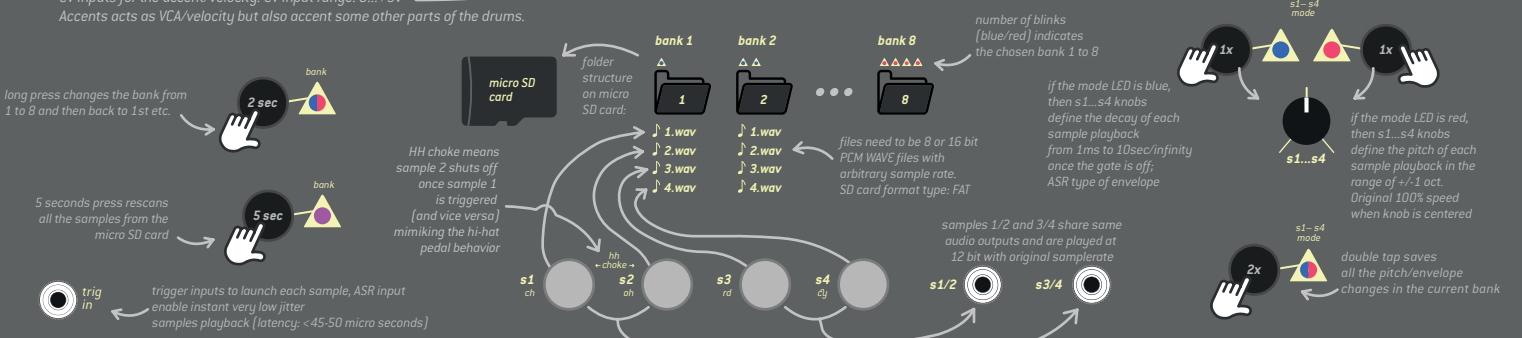 Accents acts as VCA/velocity but also accent some other parts of the drums.
long press changes the bank from
1 to 8 and then back to 1st etc.
2 sec
bank
5 seconds press rescans
all the samples from the
micro SD card
5 sec
bank
trig
in
trigger inputs to launch each sample, ASR input
enable instant very low jitter
samples playback (latency: <45-50 micro seconds)
micro SD
card
folder
structure
on micro
SD card:
bank 1
bank 2
bank 8
1
2
8
1.wav
2.wav
3.wav
4.wav
1.wav
2.wav
3.wav
4.wav
number of blinks
(blue/red) indicates
the chosen bank 1 to 8
files need to be 8 or 16 bit
PCM WAVE files with
arbitrary sample rate.
SD card format type: FAT
HH choke means
sample 2 shuts off
once sample 1
is triggered
(and vice versa)
mimiking the hi-hat
pedal behavior
s1
ch
hh
choke
s2
oh
s3
rd
s4
cy
samples 1/2 and 3/4 share same
audio outputs and are played at
12 bit with original samplerate
s1/2
s3/4
s1–s4
mode
1x
1x
if the mode LED is blue,
then s1...s4 knobs
define the decay of each
sample playback
from 1ms to 10sec/infinity
once the gate is off;
ASR type of envelope
s1...s4
if the mode LED is red,
then s1...s4 knobs
define the pitch of each
sample playback in the
range of +/-1 oct.
Original 100% speed
when knob is centered
s1–s4
mode
2x
double tap saves
all the pitch/envelope
changes in the current bank